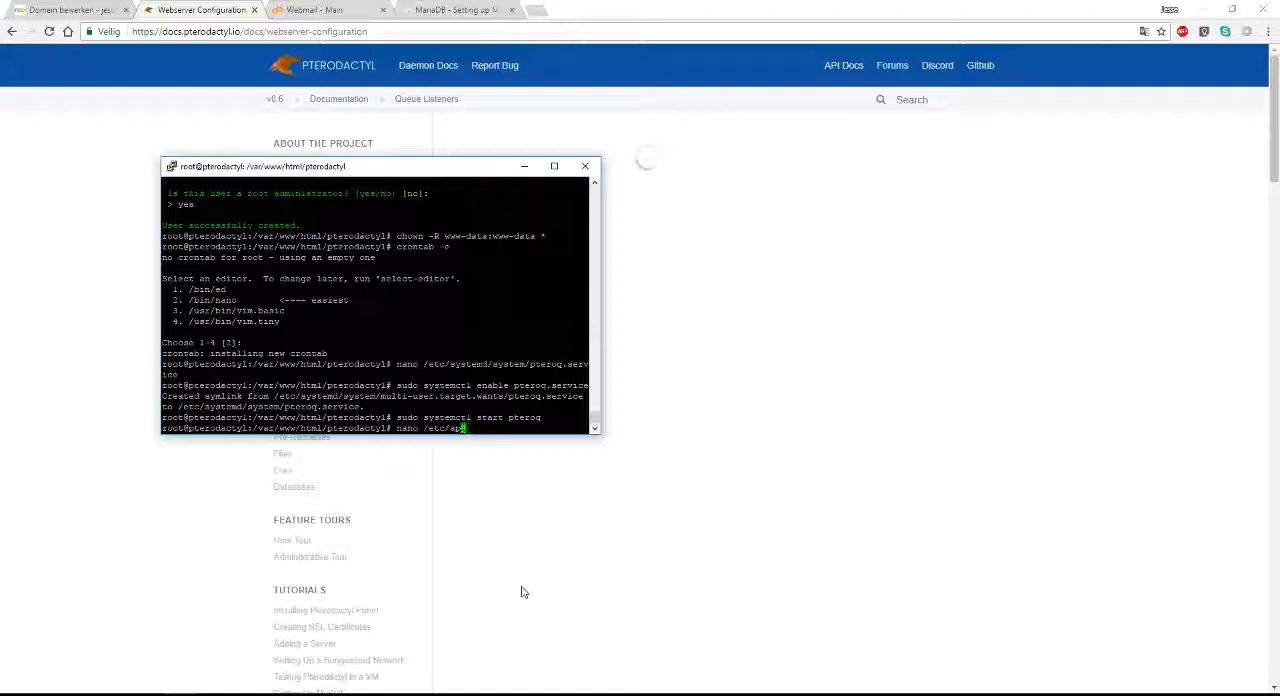 Domein bewerken - jess
Webserver Configuration
Webmail - Main
MariaDB - Setting up M
Jesse
Veilig
https://docs.pterodactyl.io/docs/webserver-configuration
PTERODACTYL
Daemon Docs
Report Bug
API Docs
Forums
Discord
Github
v0.6
Documentation
Queue Listeners
Search
ABOUT THE PROJECT
root@pterodactyl: /var/www/html/pterodactyl
Is this user a root administrator? (yes/no) [no]:
> yes
User successfully created.
root@pterodactyl:/var/www/html/pterodactyl# chown -R www-data:www-data *
root@pterodactyl:/var/www/html/pterodactyl# crontab -e
no crontab for root - using an empty one
Select an editor.  To change later, run 'select-editor'.
1. /bin/ed
2. /bin/nano        <---- easiest
3. /usr/bin/vim.basic
4. /usr/bin/vim.tiny
Choose 1-4 [2]:
crontab: installing new crontab
root@pterodactyl:/var/www/html/pterodactyl# nano /etc/systemd/system/pteroq.serv
ice
root@pterodactyl:/var/www/html/pterodactyl# sudo systemctl enable pteroq.service
Created symlink from /etc/systemd/system/multi-user.target.wants/pteroq.service
to /etc/systemd/system/pteroq.service.
root@pterodactyl:/var/www/html/pterodactyl# sudo systemctl start pteroq
root@pterodactyl:/var/www/html/pterodactyl# nano /etc/ap
Databases
FEATURE TOURS
User Tour
Administrative Tour
TUTORIALS
Installing Pterodactyl Panel
Creating SSL Certificates
Adding a Server
Setting Up a Bungeecord Network
Testing Pterodactyl in a VM
Setting Up MySQL